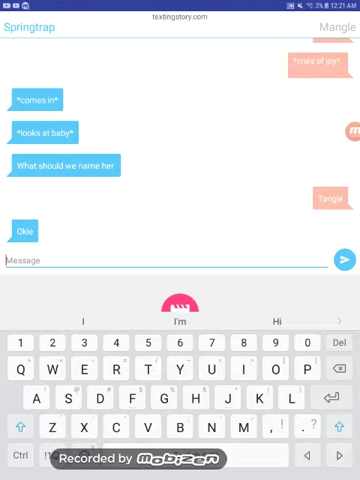 3% 12:21 AM
textingstory.com
Springtrap
Mangle
*cries of joy*
*comes in*
*looks at baby*
What should we name her
Tangle
Okie
Message
I I'm Hi
1 2 3 4 5 6 7 8 9 0 Del
Q W E R T Y U I O P
A S D F G H J K L
Z X C V B N M , ! . ?
Ctrl
Recorded by mobizen